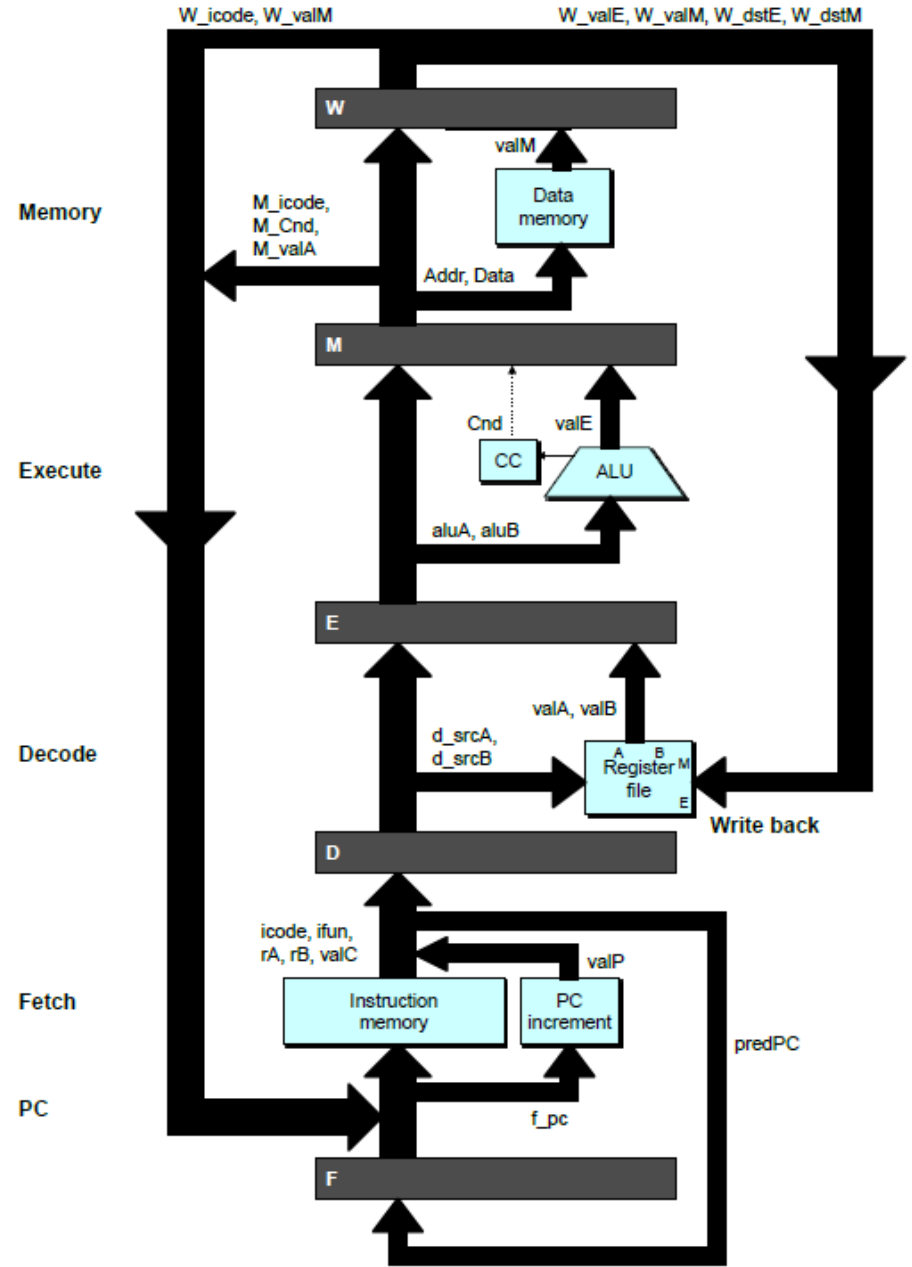 W_icode, W_valM
W_valE, W_valM, W_dstE, W_dstM
W
valM
Memory
Data
memory
M_icode,
M_Cnd,
M_valA
Addr, Data
M
Cnd
valE
Execute
CC
ALU
aluA, aluB
E
valA, valB
Decode
d_srcA,
d_srcB
A
B
M
Register
file
E
Write back
D
icode, ifun,
rA, rB, valC
valP
Fetch
Instruction
memory
PC
increment
predPC
PC
f_pc
F